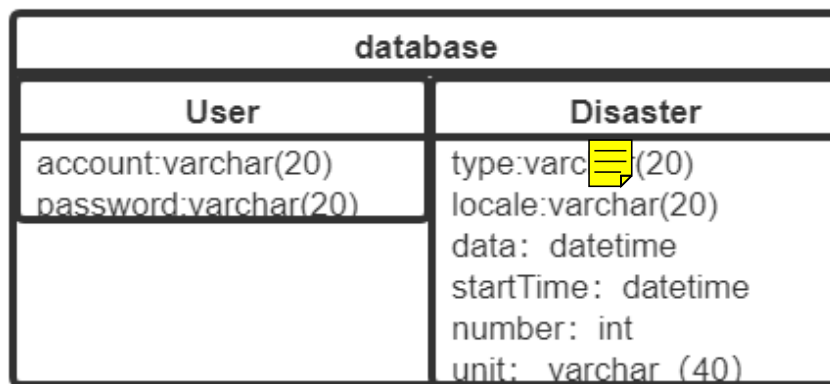 database
User
Disaster
account:varchar(20)
password:varchar(20)
type:varc r(20)
locale:varchar(20)
data：datetime
startTime：datetime
number：int
unit： varchar（40）